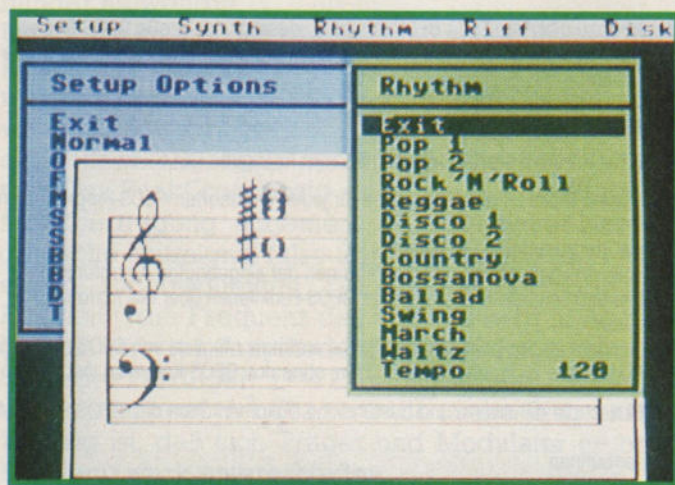 Setup Synth Rhythm Riff Disk
Setup Options
Exit
Normal
O
F
M
S
S
B
B
D
T
Rhythm
Exit
Pop 1
Pop 2
Rock'N'Roll
Reggae
Disco 1
Disco 2
Country
Bossanova
Ballad
Swing
March
Waltz
Tempo 120